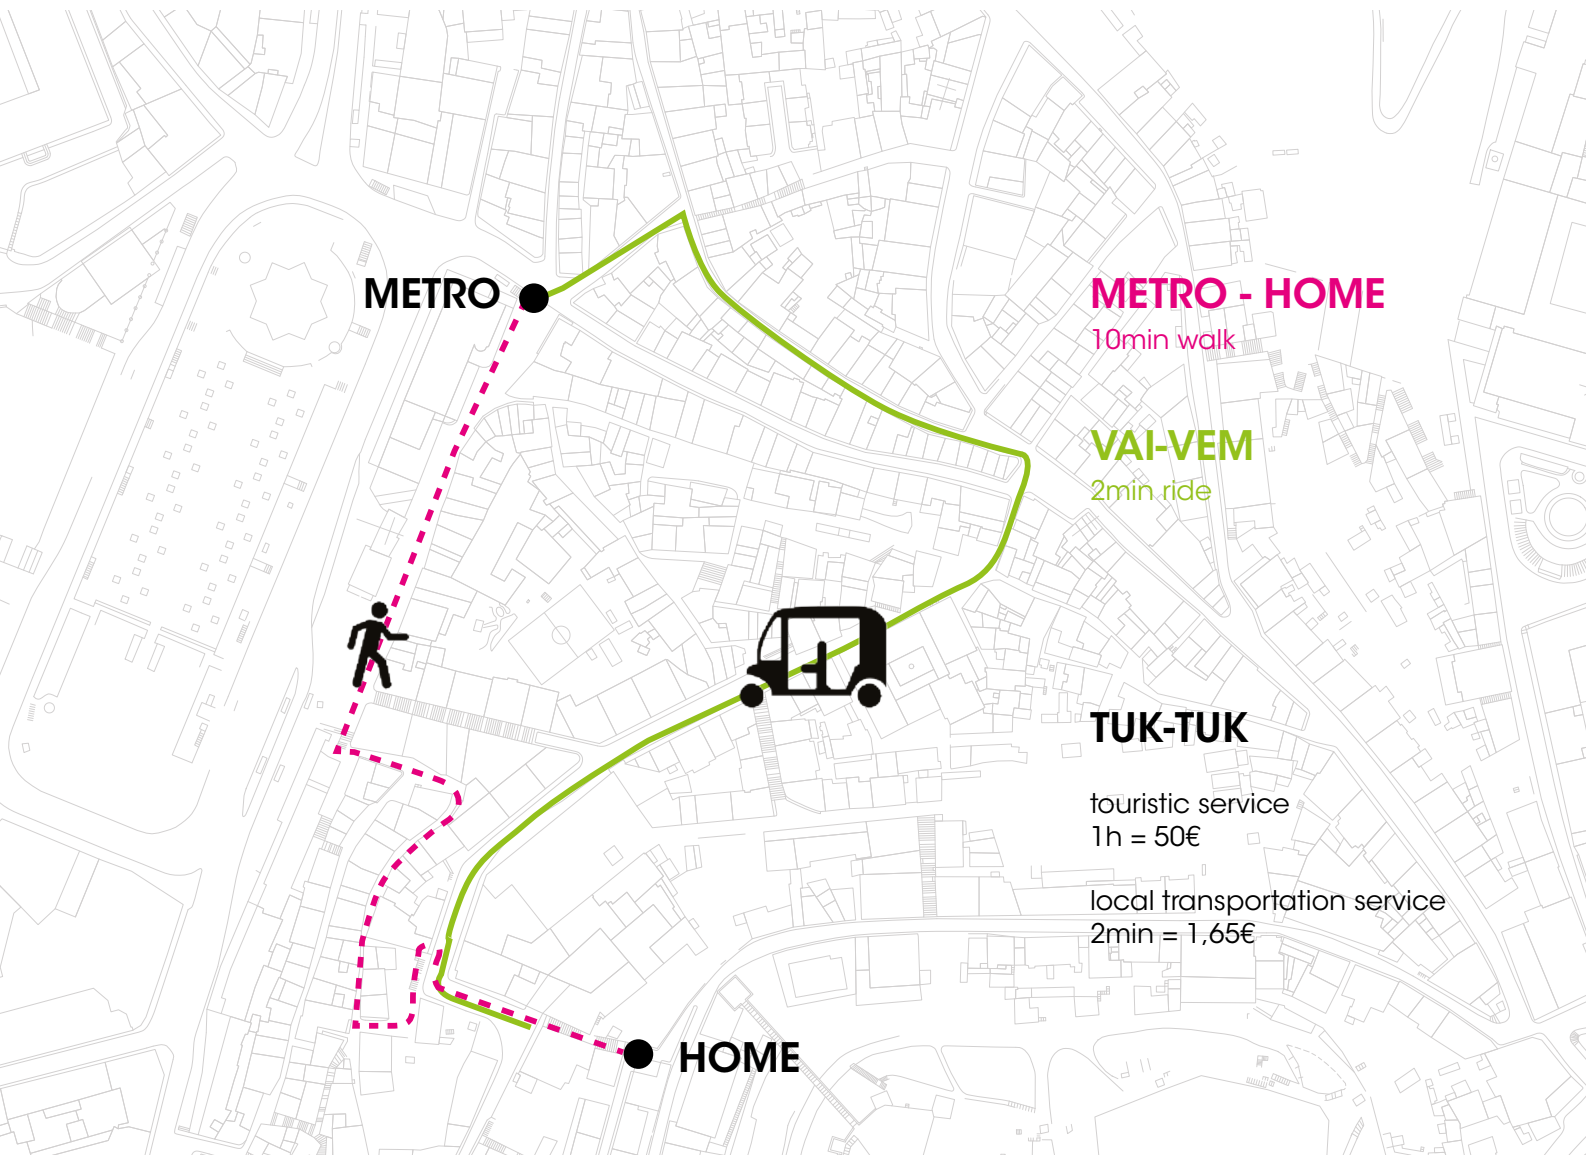 METRO
METRO - HOME
10min walk
VAI-VEM
2min ride
TUK-TUK
touristic service
1h = 50€
local transportation service
2min = 1,65€
HOME